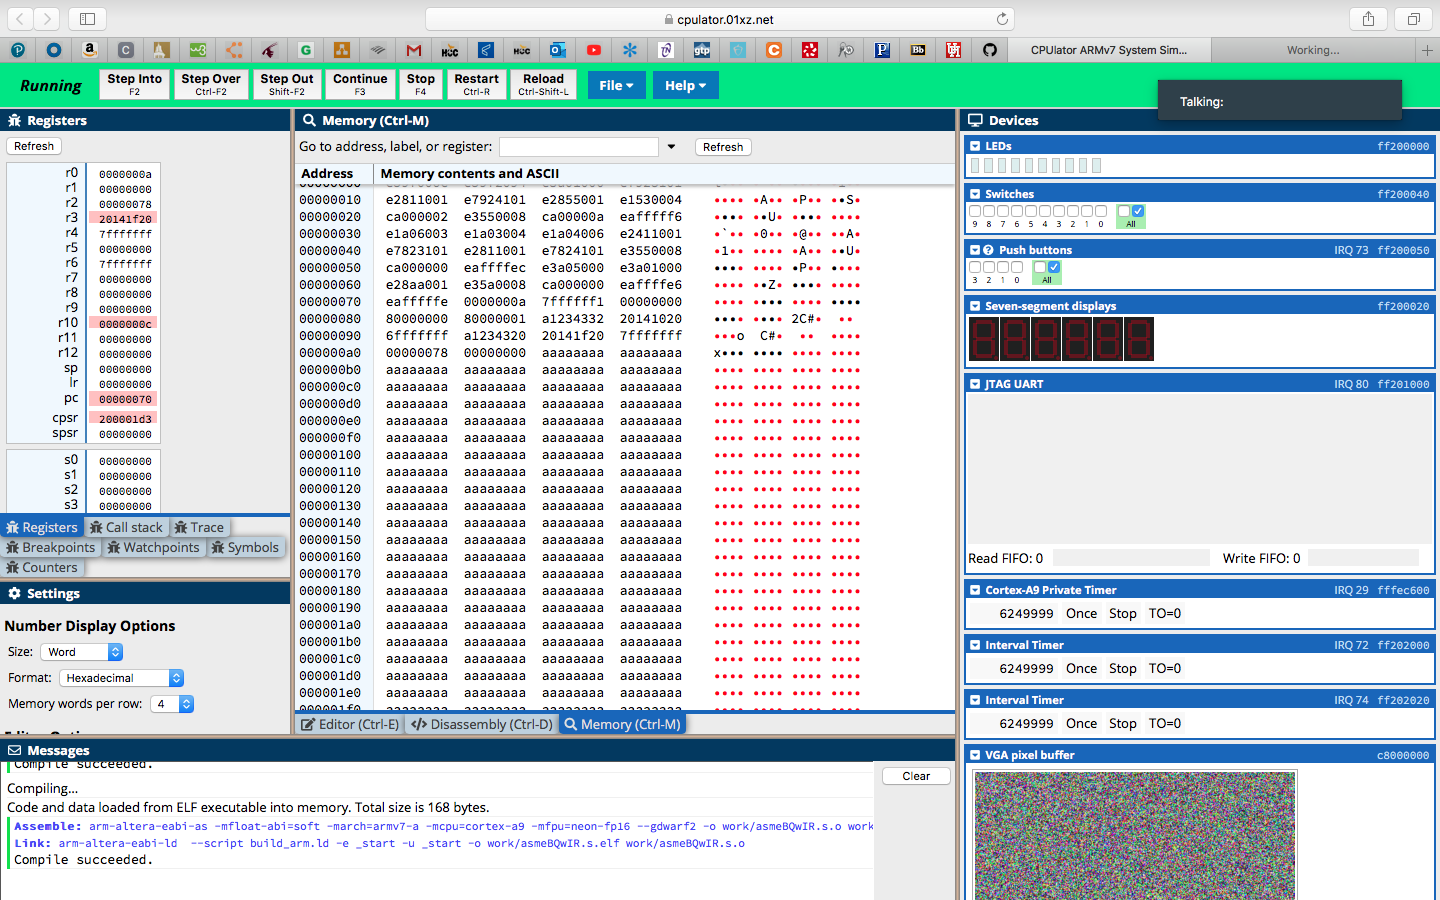 cpulator.01xz.net
CPUlator ARMv7 System Sim...
Working...
Running
Step Into
F2
Step Over
Ctrl-F2
Step Out
Shift-F2
Continue
F3
Stop
F4
Restart
Ctrl-R
Reload
Ctrl-Shift-L
File
Help
Talking:
Registers
Refresh
r0 0000000a
r1 00000000
r2 00000078
r3 20141f20
r4 7fffffff
r5 00000000
r6 7fffffff
r7 00000000
r8 00000000
r9 00000000
r10 0000000c
r11 00000000
r12 00000000
sp 00000000
lr 00000000
pc 00000070
cpsr 200001d3
spsr 00000000
s0 00000000
s1 00000000
s2 00000000
s3 00000000
Registers Call stack Trace
Breakpoints Watchpoints Symbols
Counters
Settings
Number Display Options
Size: Word
Format: Hexadecimal
Memory words per row: 4
Memory (Ctrl-M)
Go to address, label, or register: Refresh
Address Memory contents and ASCII
00000010 e2811001 e7924101 e2855001 e1530004 •••• •A•• •P•• ••S•
00000020 ca000002 e3550008 ca00000a eafffff6 •••• ••U• •••• ••••
00000030 e1a06003 e1a03004 e1a04006 e2411001 •`•• •0•• •@•• ••A•
00000040 e7823101 e2811001 e7824101 e3550008 •1•• •••• •A•• ••U•
00000050 ca000000 eaffffec e3a05000 e3a01000 •••• •••• •P•• ••••
00000060 e28aa001 e35a0008 ca000000 eaffffe6 •••• ••Z• •••• ••••
00000070 eafffffe 0000000a 7ffffff1 00000000 •••• •••• •••• ••••
00000080 80000000 80000001 a1234332 20141020 •••• •••• 2C#• ••
00000090 6fffffff a1234320 20141f20 7fffffff •••o C#• •• ••••
000000a0 00000078 00000000 aaaaaaaa aaaaaaaa x••• •••• •••• ••••
000000b0 aaaaaaaa aaaaaaaa aaaaaaaa aaaaaaaa •••• •••• •••• ••••
000000c0 aaaaaaaa aaaaaaaa aaaaaaaa aaaaaaaa •••• •••• •••• ••••
000000d0 aaaaaaaa aaaaaaaa aaaaaaaa aaaaaaaa •••• •••• •••• ••••
000000e0 aaaaaaaa aaaaaaaa aaaaaaaa aaaaaaaa •••• •••• •••• ••••
000000f0 aaaaaaaa aaaaaaaa aaaaaaaa aaaaaaaa •••• •••• •••• ••••
00000100 aaaaaaaa aaaaaaaa aaaaaaaa aaaaaaaa •••• •••• •••• ••••
00000110 aaaaaaaa aaaaaaaa aaaaaaaa aaaaaaaa •••• •••• •••• ••••
00000120 aaaaaaaa aaaaaaaa aaaaaaaa aaaaaaaa •••• •••• •••• ••••
00000130 aaaaaaaa aaaaaaaa aaaaaaaa aaaaaaaa •••• •••• •••• ••••
00000140 aaaaaaaa aaaaaaaa aaaaaaaa aaaaaaaa •••• •••• •••• ••••
00000150 aaaaaaaa aaaaaaaa aaaaaaaa aaaaaaaa •••• •••• •••• ••••
00000160 aaaaaaaa aaaaaaaa aaaaaaaa aaaaaaaa •••• •••• •••• ••••
00000170 aaaaaaaa aaaaaaaa aaaaaaaa aaaaaaaa •••• •••• •••• ••••
00000180 aaaaaaaa aaaaaaaa aaaaaaaa aaaaaaaa •••• •••• •••• ••••
00000190 aaaaaaaa aaaaaaaa aaaaaaaa aaaaaaaa •••• •••• •••• ••••
000001a0 aaaaaaaa aaaaaaaa aaaaaaaa aaaaaaaa •••• •••• •••• ••••
000001b0 aaaaaaaa aaaaaaaa aaaaaaaa aaaaaaaa •••• •••• •••• ••••
000001c0 aaaaaaaa aaaaaaaa aaaaaaaa aaaaaaaa •••• •••• •••• ••••
000001d0 aaaaaaaa aaaaaaaa aaaaaaaa aaaaaaaa •••• •••• •••• ••••
000001e0 aaaaaaaa aaaaaaaa aaaaaaaa aaaaaaaa •••• •••• •••• ••••
000001f0 aaaaaaaa aaaaaaaa aaaaaaaa aaaaaaaa
Editor (Ctrl-E) Disassembly (Ctrl-D) Memory (Ctrl-M)
Messages
Clear
Compile succeeded.
Compiling...
Code and data loaded from ELF executable into memory. Total size is 168 bytes.
Assemble: arm-altera-eabi-as -mfloat-abi=soft -march=armv7-a -mcpu=cortex-a9 -mfpu=neon-fp16 --gdwarf2 -o work/asmeBQwIR.s.o work
Link: arm-altera-eabi-ld --script build_arm.ld -e _start -u _start -o work/asmeBQwIR.s.elf work/asmeBQwIR.s.o
Compile succeeded.
Devices
LEDs ff200000
Switches ff200040
9 8 7 6 5 4 3 2 1 0 All
Push buttons IRQ 73 ff200050
3 2 1 0 All
Seven-segment displays ff200020
JTAG UART IRQ 80 ff201000
Read FIFO: 0 Write FIFO: 0
Cortex-A9 Private Timer IRQ 29 fffec600
6249999 Once Stop TO=0
Interval Timer IRQ 72 ff202000
6249999 Once Stop TO=0
Interval Timer IRQ 74 ff202020
6249999 Once Stop TO=0
VGA pixel buffer c8000000